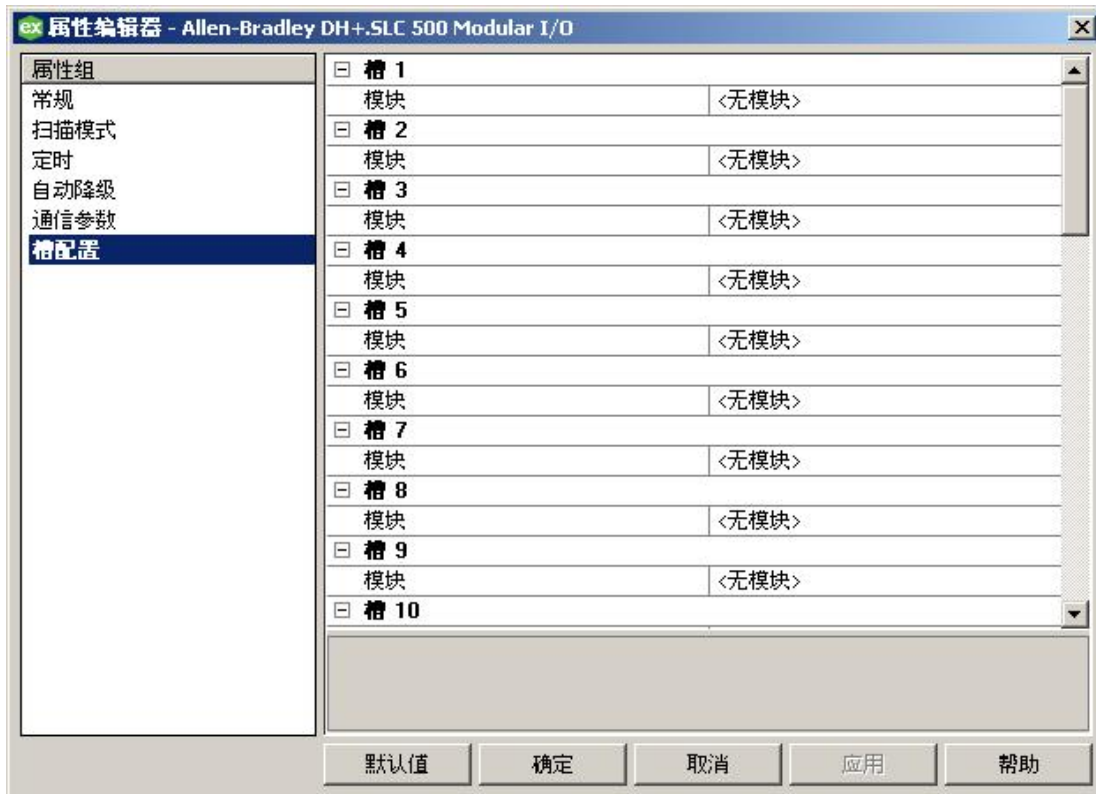 ex 属性编辑器 - Allen-Bradley DH+.SLC 500 Modular I/O
属性组
常规
扫描模式
定时
自动降级
通信参数
槽配置
槽 1
模块 <无模块>
槽 2
模块 <无模块>
槽 3
模块 <无模块>
槽 4
模块 <无模块>
槽 5
模块 <无模块>
槽 6
模块 <无模块>
槽 7
模块 <无模块>
槽 8
模块 <无模块>
槽 9
模块 <无模块>
槽 10
默认值 确定 取消 应用 帮助